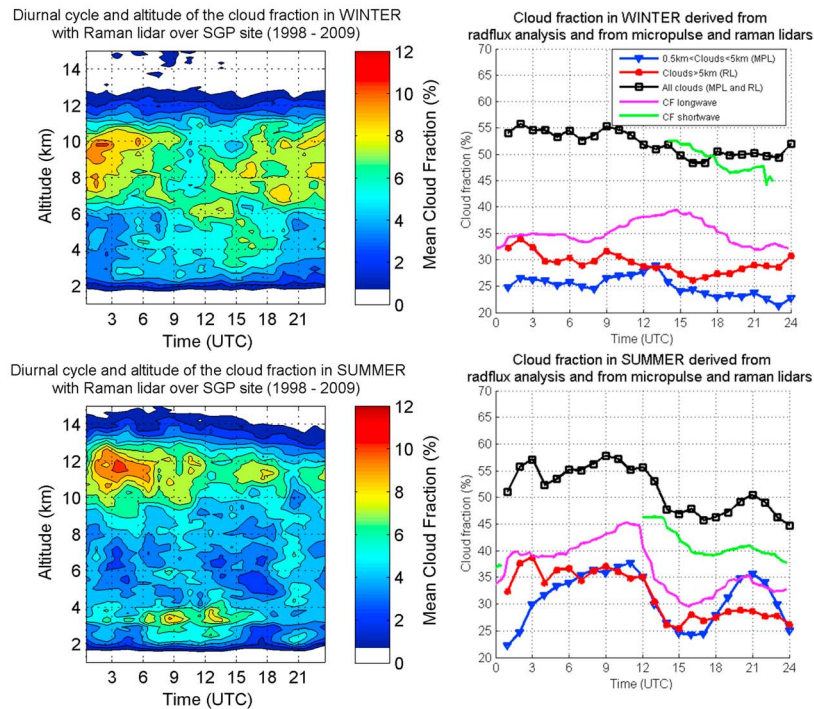 Diurnal cycle and altitude of the cloud fraction in WINTER
with Raman lidar over SGP site (1998 - 2009)
Altitude (km)
14
12
10
8
6
4
2
3 6 9 12 15 18 21
Time (UTC)
12
10
8
6
4
2
0
Mean Cloud Fraction (%)
Cloud fraction in WINTER derived from
radflux analysis and from micropulse and raman lidars
Cloud fraction (%)
70
65
60
55
50
45
40
35
30
25
20
0 3 6 9 12 15 18 21 24
Time (UTC)
0.5km<Clouds<5km (MPL)
Clouds>5km (RL)
All clouds (MPL and RL)
CF longwave
CF shortwave
Diurnal cycle and altitude of the cloud fraction in SUMMER
with Raman lidar over SGP site (1998 - 2009)
Altitude (km)
14
12
10
8
6
4
2
3 6 9 12 15 18 21
Time (UTC)
12
10
8
6
4
2
0
Mean Cloud Fraction (%)
Cloud fraction in SUMMER derived from
radflux analysis and from micropulse and raman lidars
Cloud fraction (%)
70
65
60
55
50
45
40
35
30
25
20
0 3 6 9 12 15 18 21 24
Time (UTC)